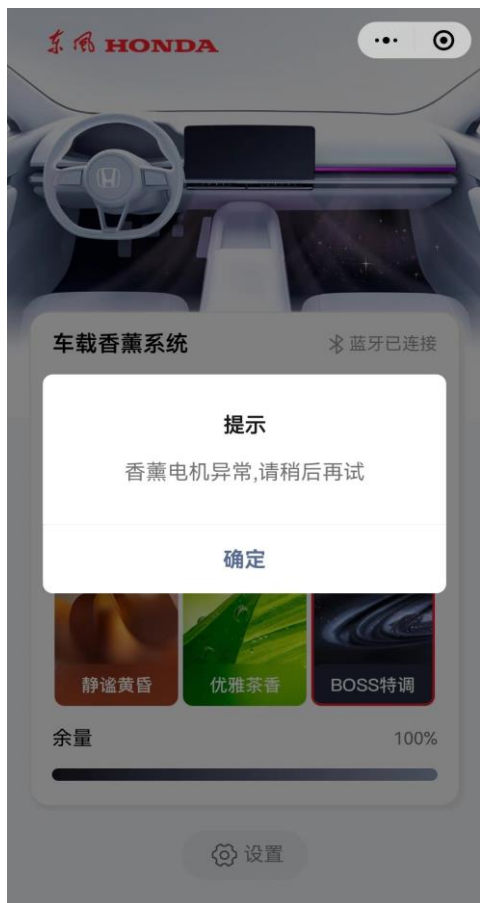 东风 HONDA
车载香薰系统
蓝牙已连接
提示
香薰电机异常,请稍后再试
确定
静谧黄昏
优雅茶香
BOSS特调
余量
100%
设置